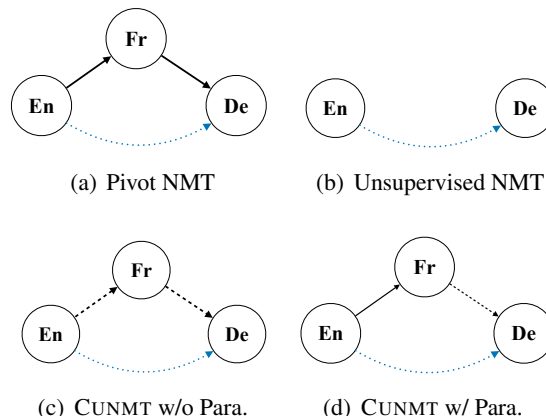 Fr
En
De
En
De
(a) Pivot NMT
(b) Unsupervised NMT
Fr
En
De
Fr
En
De
(c) CUNMT w/o Para.
(d) CUNMT w/ Para.